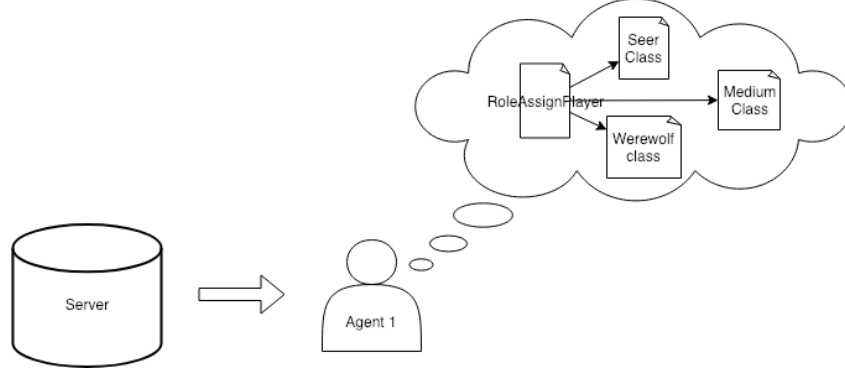 Seer
Class
RoleAssignPlayer
Medium
Class
Werewolf
class
Server
Agent 1